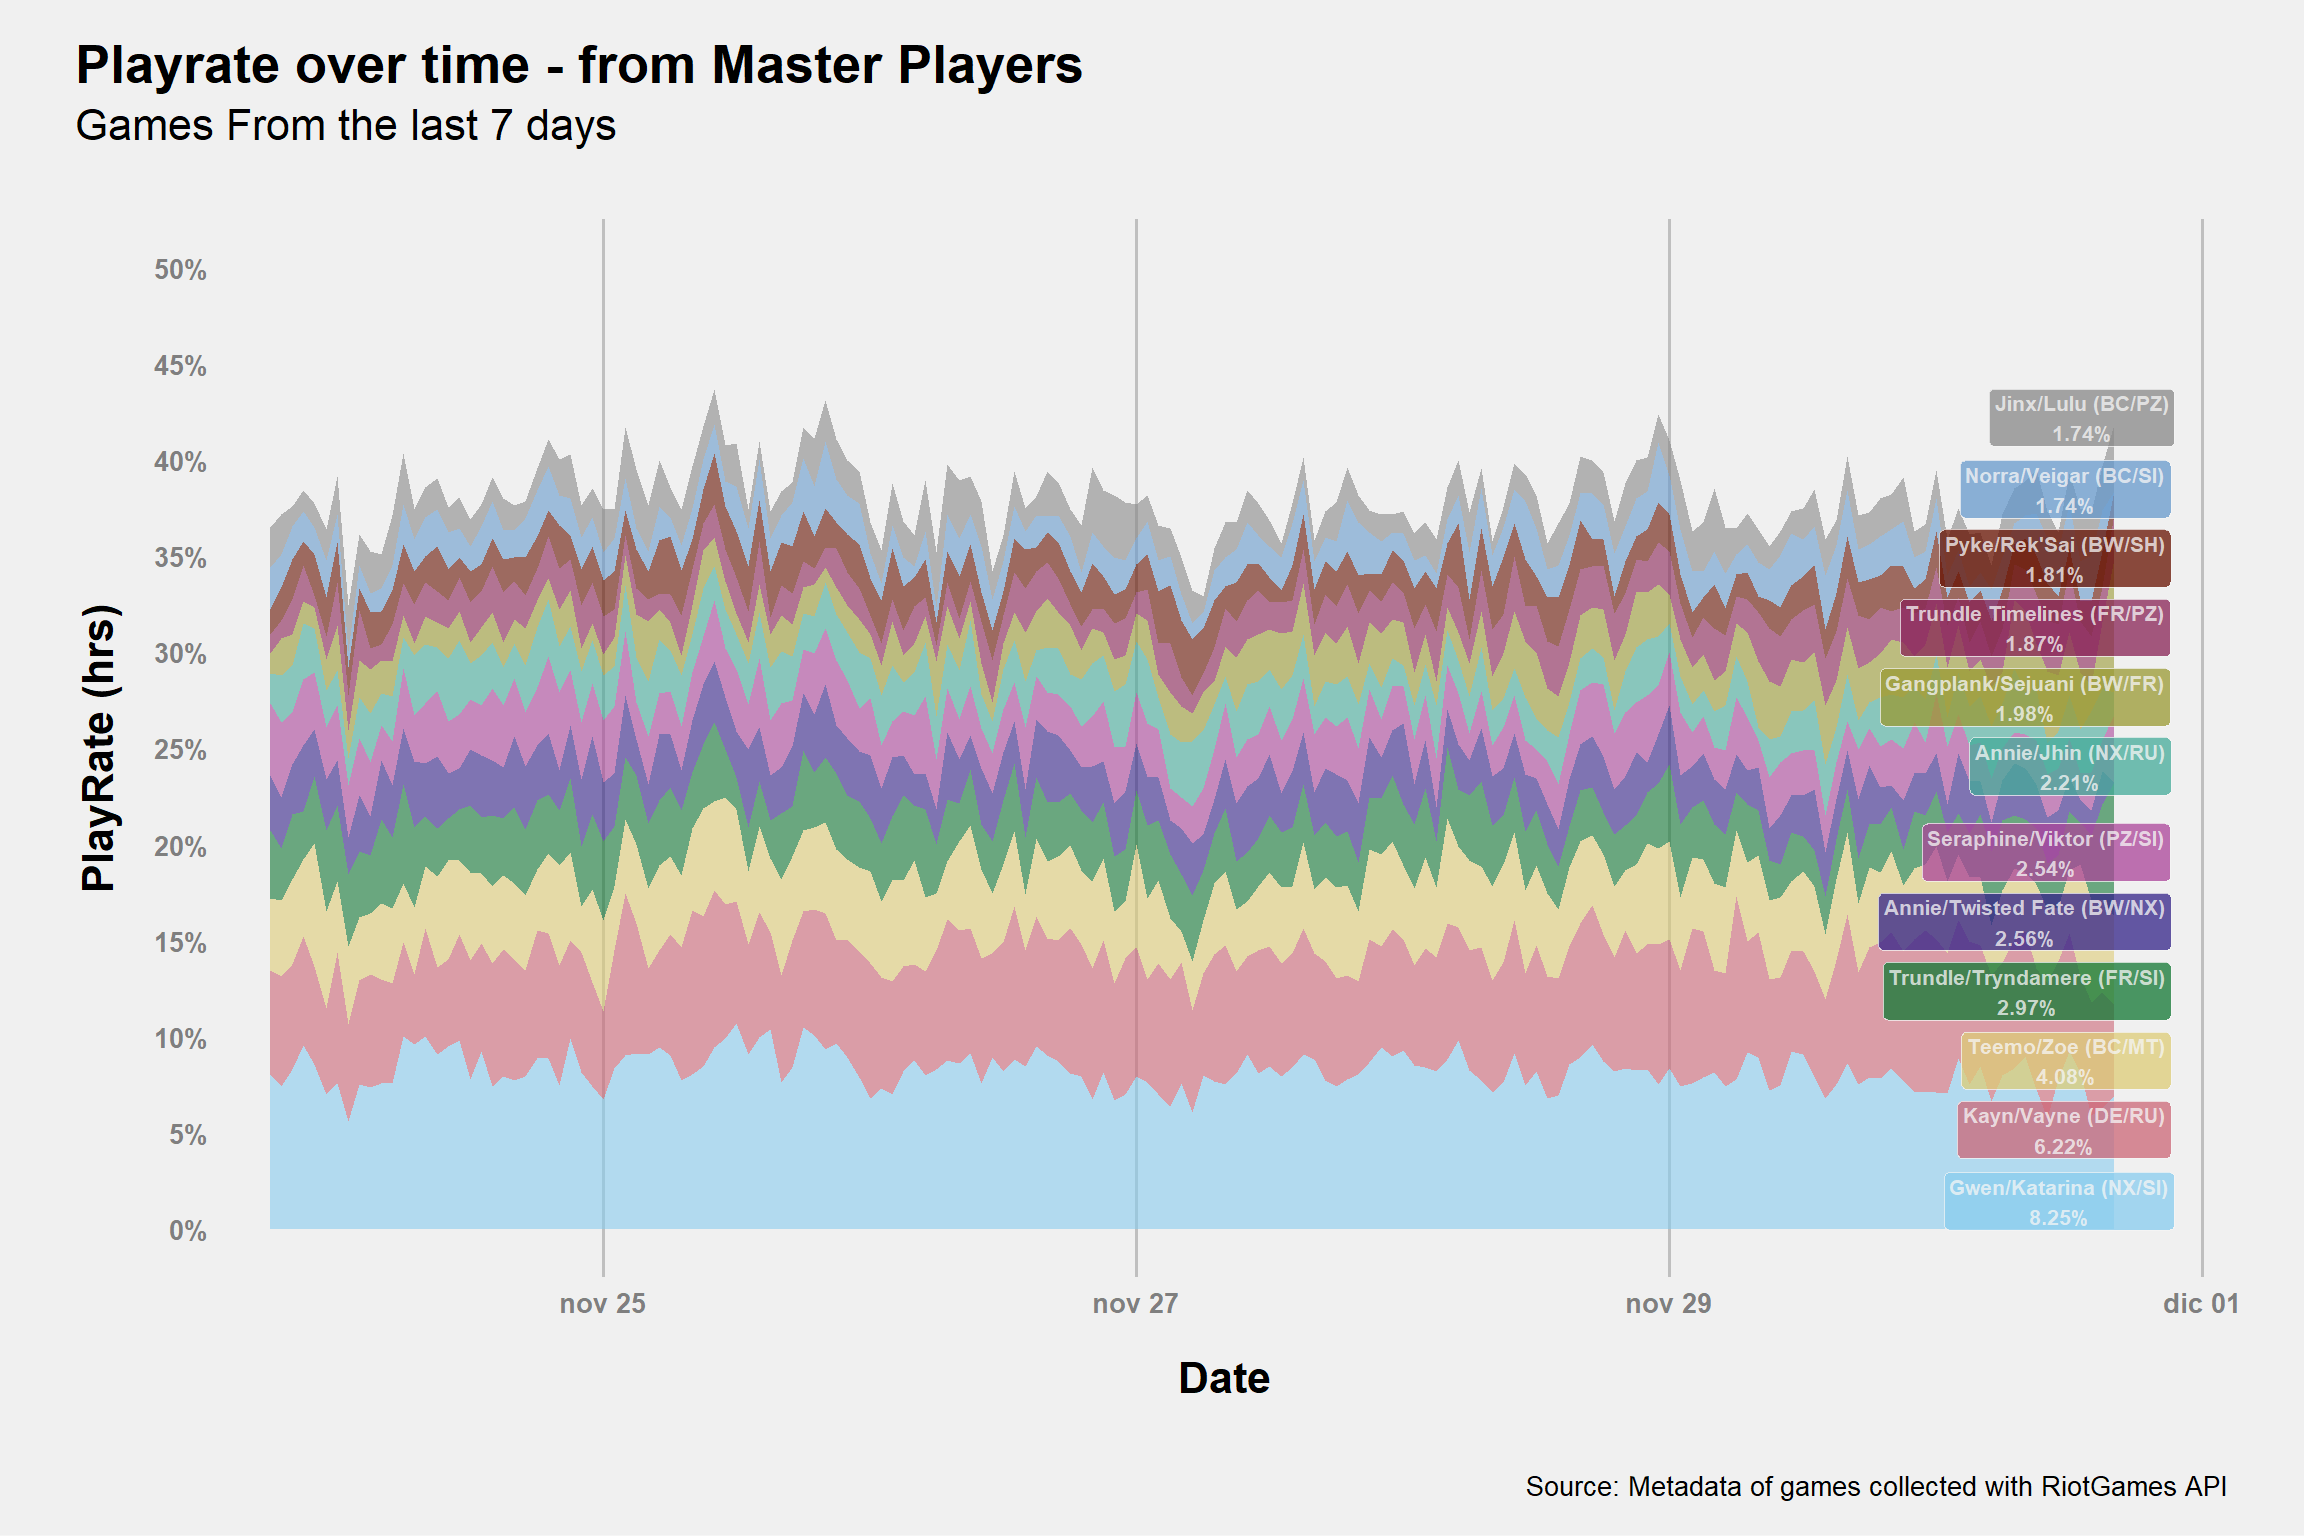 Playrate over time - from Master Players
Games From the last 7 days
PlayRate (hrs)
50%
45%
40%
35%
30%
25%
20%
15%
10%
5%
0%
Jinx/Lulu (BC/PZ)
1.74%
Norra/Veigar (BC/SI)
1.74%
Pyke/Rek'Sai (BW/SH)
1.81%
Trundle Timelines (FR/PZ)
1.87%
Gangplank/Sejuani (BW/FR)
1.98%
Annie/Jhin (NX/RU)
2.21%
Seraphine/Viktor (PZ/SI)
2.54%
Annie/Twisted Fate (BW/NX)
2.56%
Trundle/Tryndamere (FR/SI)
2.97%
Teemo/Zoe (BC/MT)
4.08%
Kayn/Vayne (DE/RU)
6.22%
Gwen/Katarina (NX/SI)
8.25%
nov 25
nov 27
nov 29
dic 01
Date
Source: Metadata of games collected with RiotGames API